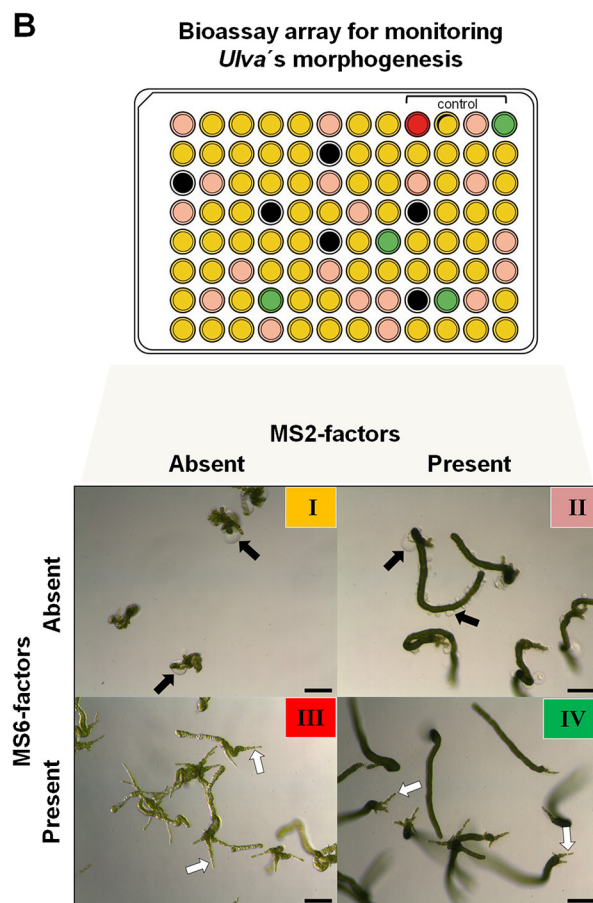 B
Bioassay array for monitoring
Ulva´s morphogenesis
control
MS2-factors
Absent
Present
MS6-factors
Absent
I
II
Present
III
IV